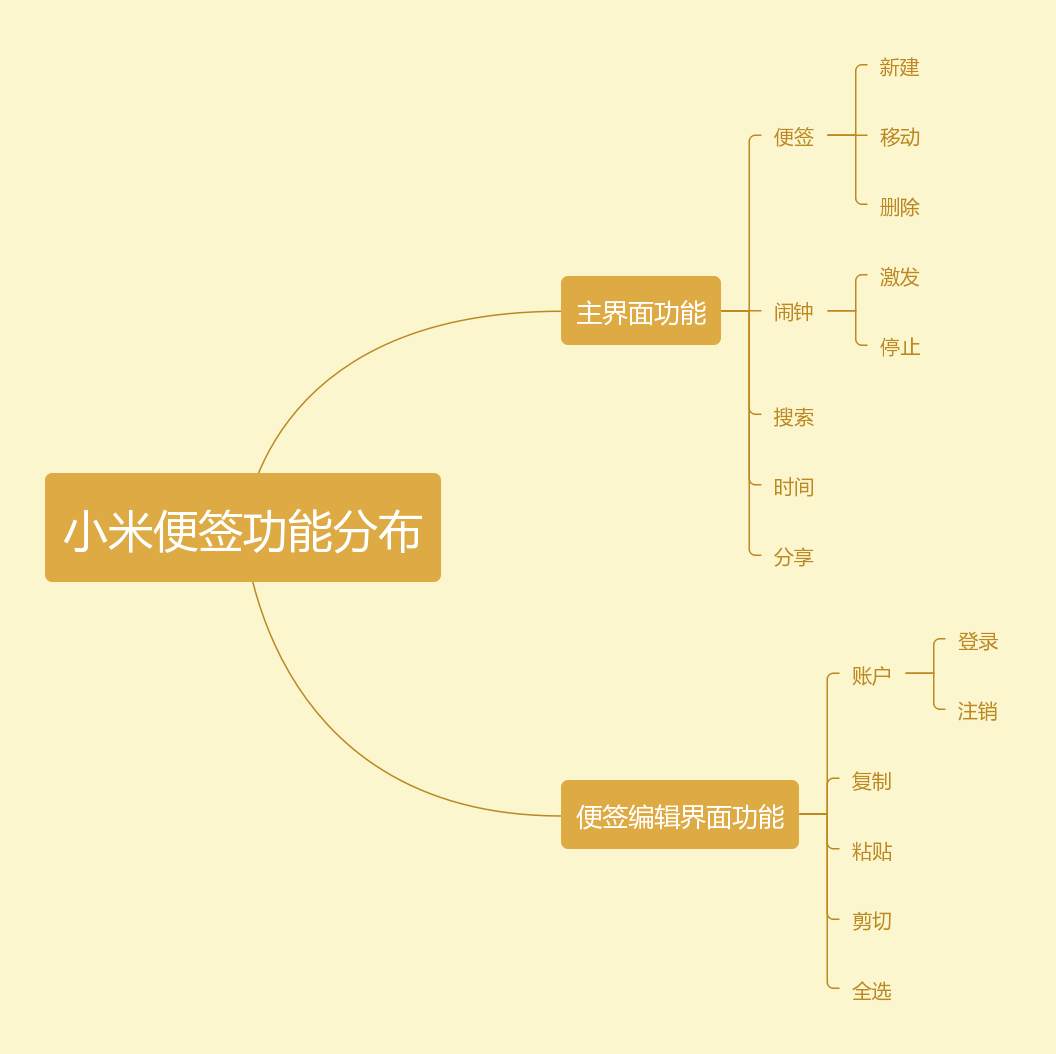 小米便签功能分布
主界面功能
便签
新建
移动
删除
闹钟
激发
停止
搜索
时间
分享
便签编辑界面功能
账户
登录
注销
复制
粘贴
剪切
全选